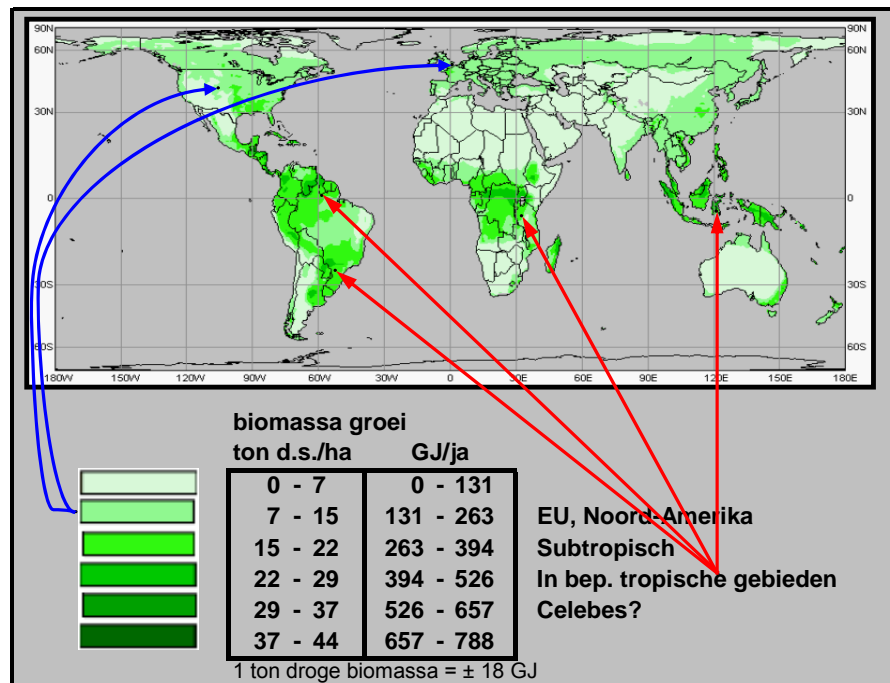 90N 90N
60N 60N
30N 30N
0 0
30S 30S
60S 60S
180W 150W 120W 90W 60W 30W 0 30E 60E 90E 120E 150E 180E
biomassa groei
ton d.s./ha GJ/ja
0 - 7 0 - 131
7 - 15 131 - 263 EU, Noord-Amerika
15 - 22 263 - 394 Subtropisch
22 - 29 394 - 526 In bep. tropische gebieden
29 - 37 526 - 657 Celebes?
37 - 44 657 - 788
1 ton droge biomassa = ± 18 GJ